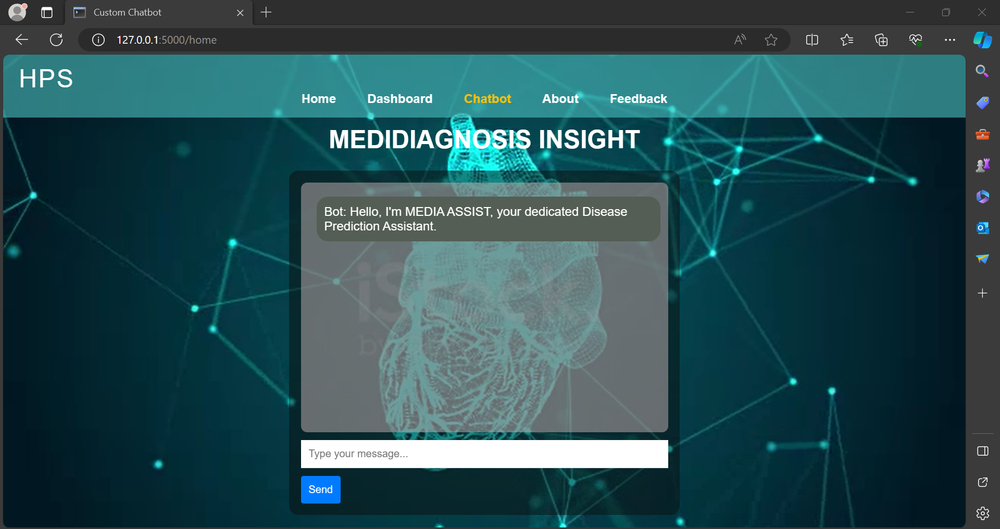 Custom Chatbot
127.0.0.1:5000/home
HPS
Home Dashboard Chatbot About Feedback
MEDIDIAGNOSIS INSIGHT
Bot: Hello, I'm MEDIA ASSIST, your dedicated Disease
Prediction Assistant.
Type your message...
Send